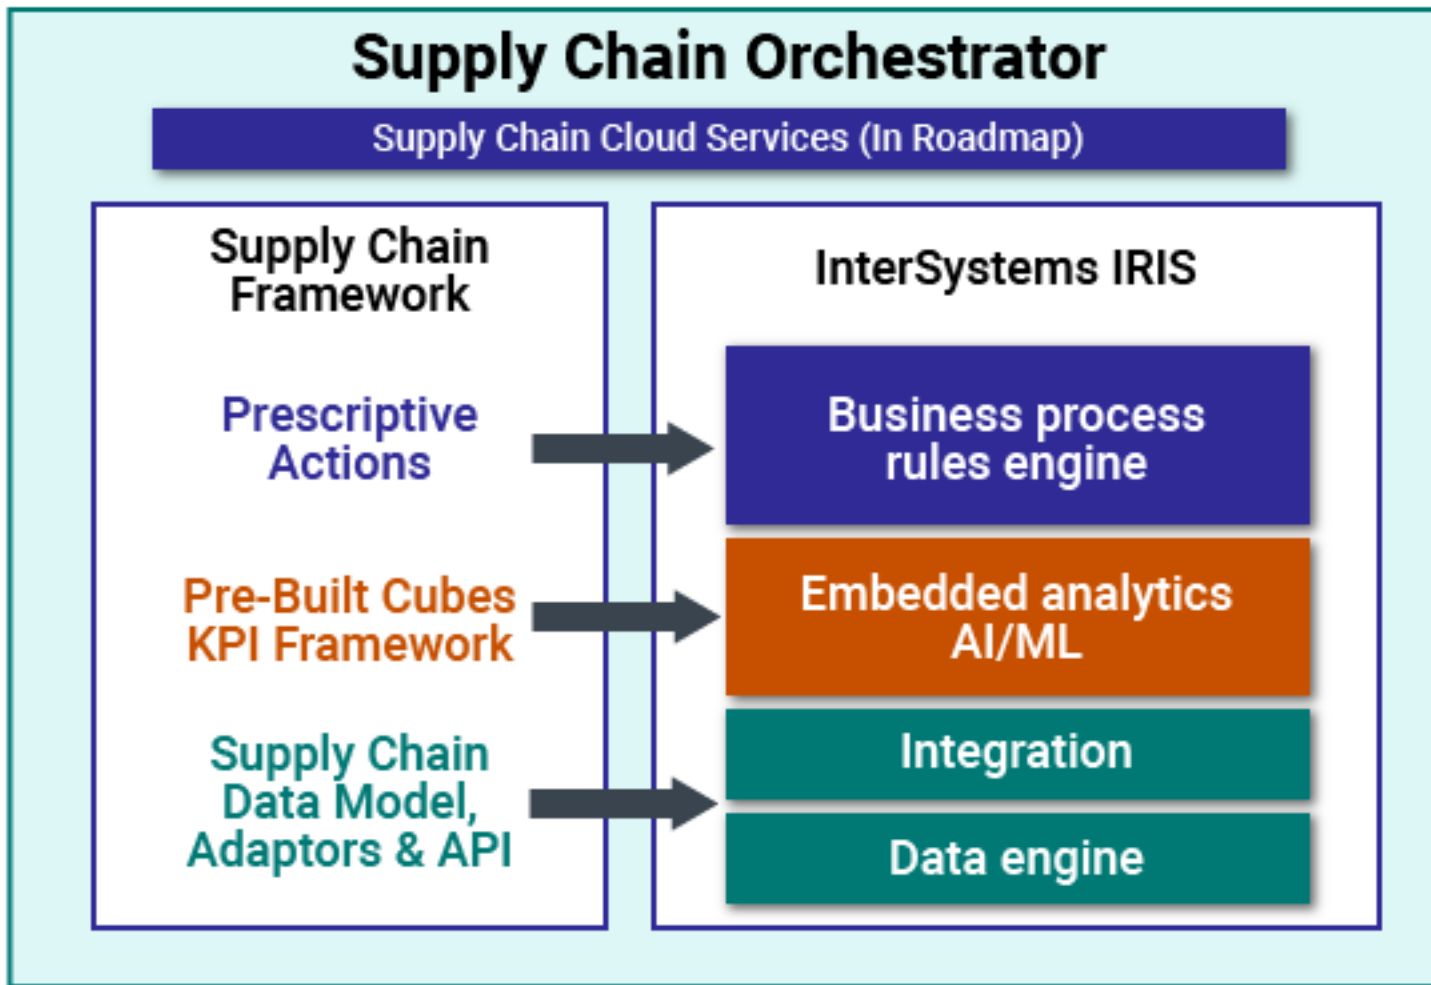 Supply Chain Orchestrator
Supply Chain Cloud Services (In Roadmap)
Supply Chain
Framework
Prescriptive
Actions
Pre-Built Cubes
KPI Framework
Supply Chain
Data Model,
Adaptors & API
InterSystems IRIS
Business process
rules engine
Embedded analytics
AI/ML
Integration
Data engine